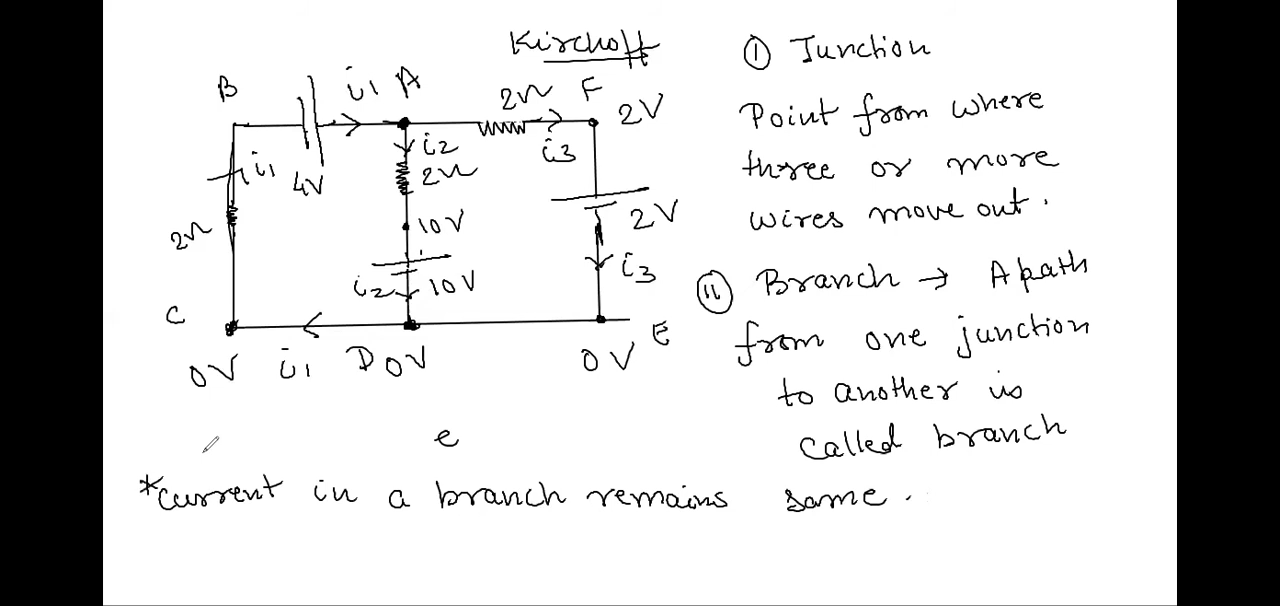 Kirchoff
B
i1
A
2Ω
F
2V
i1
4V
i2
2Ω
i3
2Ω
10V
2V
i2
10V
i3
C
0V
i1
D
0V
0V
E
e
*Current in a branch remains same.
(I) Junction
Point from where
three or more
wires move out.
(II) Branch → A path
from one junction
to another is
called branch